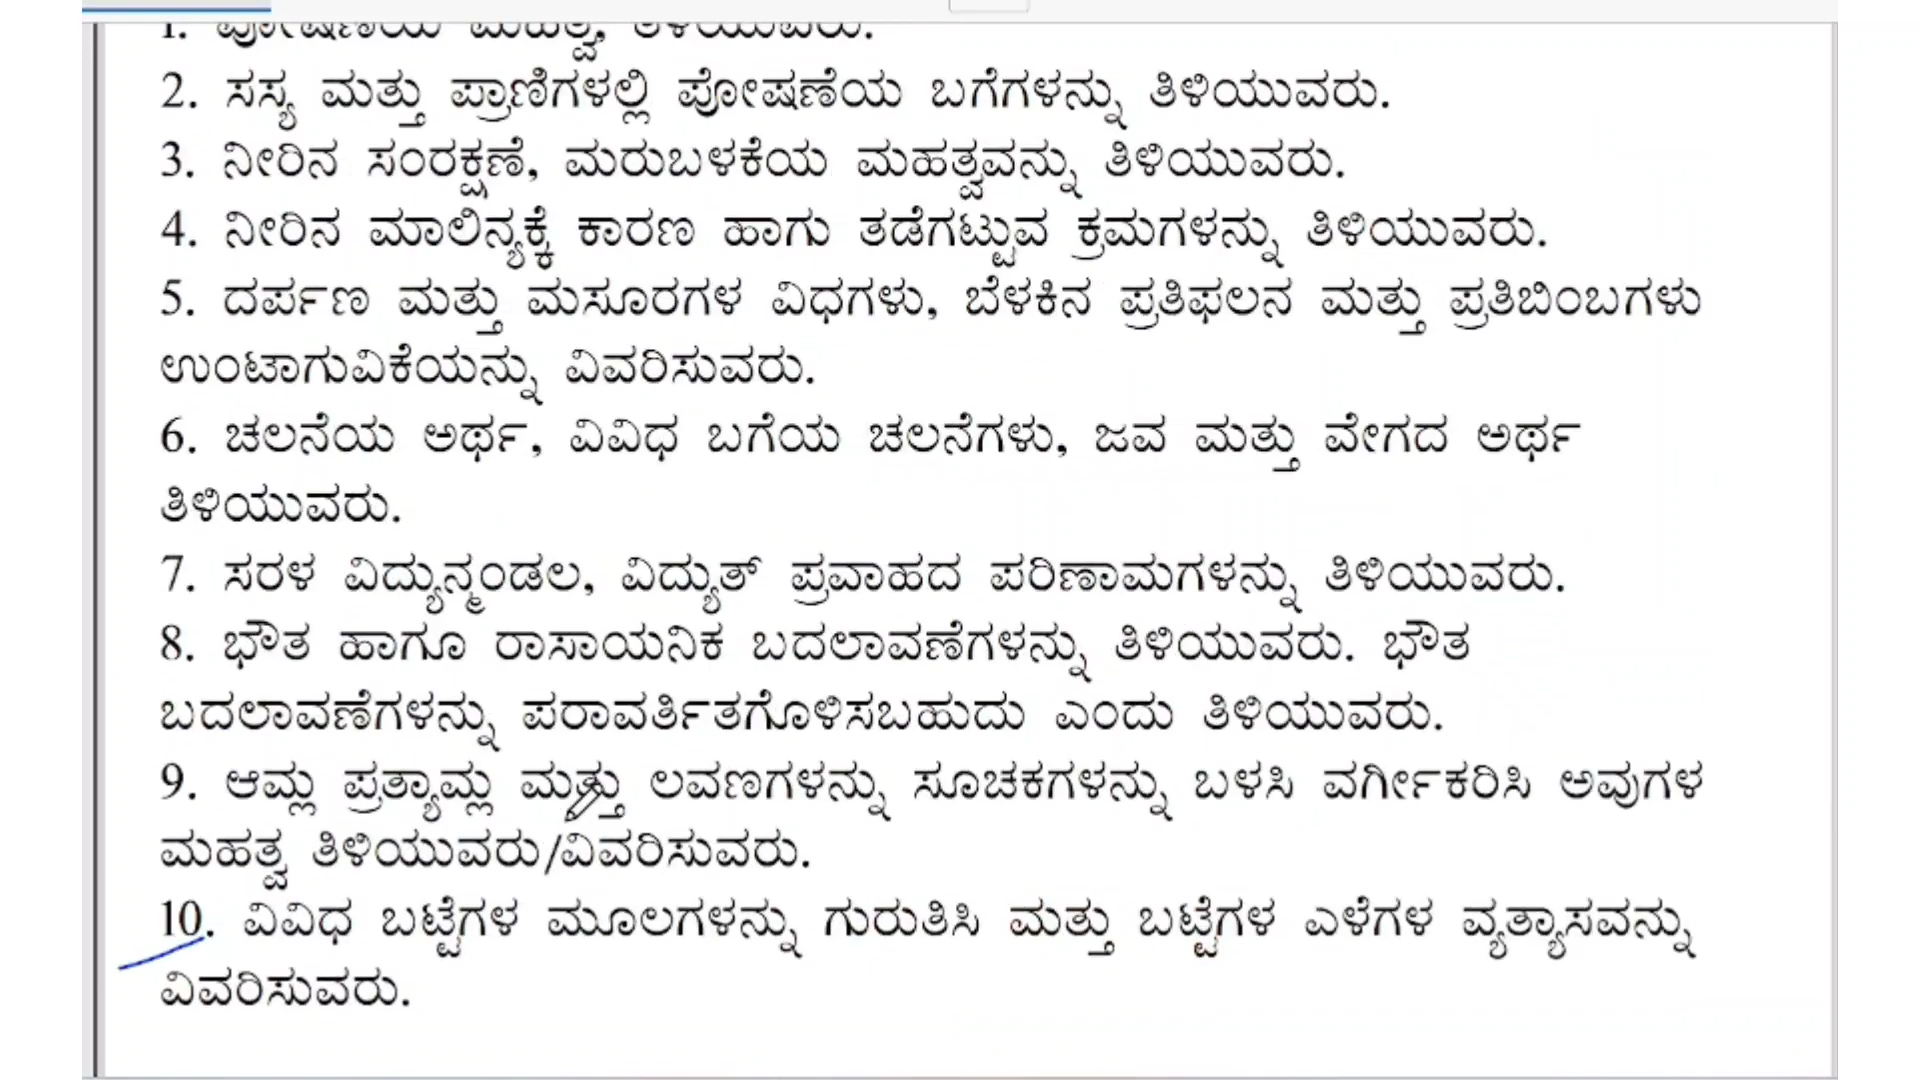 1. ಪೋಷಣೆಯ ಮಹತ್ವ ತಿಳಿಯುವರು.
2. ಸಸ್ಯ ಮತ್ತು ಪ್ರಾಣಿಗಳಲ್ಲಿ ಪೋಷಣೆಯ ಬಗೆಗಳನ್ನು ತಿಳಿಯುವರು.
3. ನೀರಿನ ಸಂರಕ್ಷಣೆ, ಮರುಬಳಕೆಯ ಮಹತ್ವವನ್ನು ತಿಳಿಯುವರು.
4. ನೀರಿನ ಮಾಲಿನ್ಯಕ್ಕೆ ಕಾರಣ ಹಾಗು ತಡೆಗಟ್ಟುವ ಕ್ರಮಗಳನ್ನು ತಿಳಿಯುವರು.
5. ದರ್ಪಣ ಮತ್ತು ಮಸೂರಗಳ ವಿಧಗಳು, ಬೆಳಕಿನ ಪ್ರತಿಫಲನ ಮತ್ತು ಪ್ರತಿಬಿಂಬಗಳು
ಉಂಟಾಗುವಿಕೆಯನ್ನು ವಿವರಿಸುವರು.
6. ಚಲನೆಯ ಅರ್ಥ, ವಿವಿಧ ಬಗೆಯ ಚಲನೆಗಳು, ಜವ ಮತ್ತು ವೇಗದ ಅರ್ಥ
ತಿಳಿಯುವರು.
7. ಸರಳ ವಿದ್ಯುನ್ಮಂಡಲ, ವಿದ್ಯುತ್ ಪ್ರವಾಹದ ಪರಿಣಾಮಗಳನ್ನು ತಿಳಿಯುವರು.
8. ಭೌತ ಹಾಗೂ ರಾಸಾಯನಿಕ ಬದಲಾವಣೆಗಳನ್ನು ತಿಳಿಯುವರು. ಭೌತ
ಬದಲಾವಣೆಗಳನ್ನು ಪರಾವರ್ತಿತಗೊಳಿಸಬಹುದು ಎಂದು ತಿಳಿಯುವರು.
9. ಆಮ್ಲ ಪ್ರತ್ಯಾಮ್ಲ ಮತ್ತು ಲವಣಗಳನ್ನು ಸೂಚಕಗಳನ್ನು ಬಳಸಿ ವರ್ಗೀಕರಿಸಿ ಅವುಗಳ
ಮಹತ್ವ ತಿಳಿಯುವರು/ವಿವರಿಸುವರು.
10. ವಿವಿಧ ಬಟ್ಟೆಗಳ ಮೂಲಗಳನ್ನು ಗುರುತಿಸಿ ಮತ್ತು ಬಟ್ಟೆಗಳ ಎಳೆಗಳ ವ್ಯತ್ಯಾಸವನ್ನು
ವಿವರಿಸುವರು.